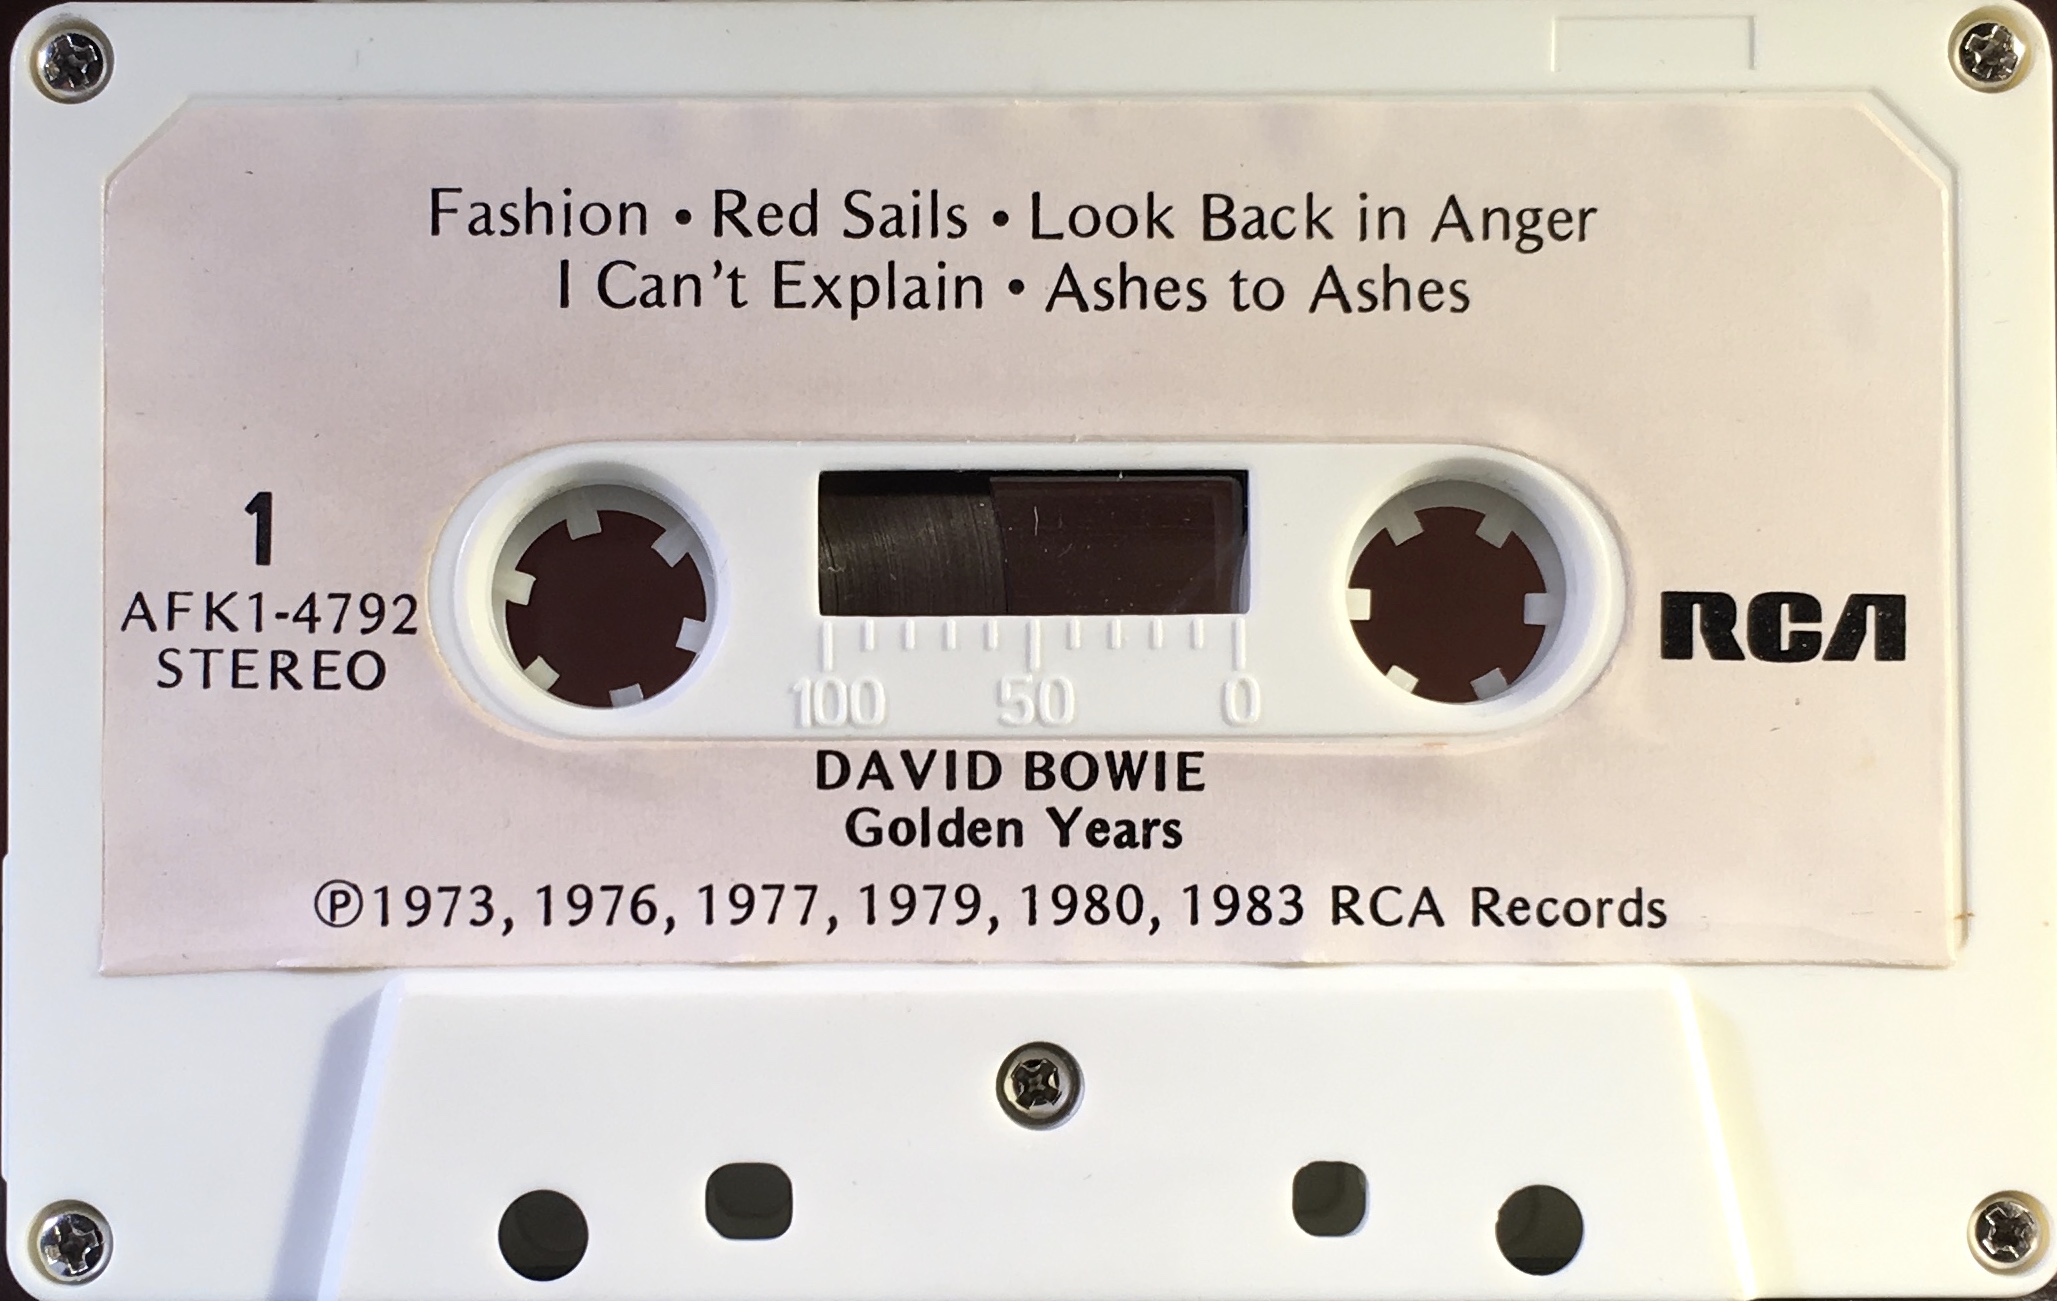 Fashion • Red Sails • Look Back in Anger
I Can't Explain • Ashes to Ashes
1
AFK1-4792
STEREO
RCA
100 50 0
DAVID BOWIE
Golden Years
Ⓟ1973, 1976, 1977, 1979, 1980, 1983 RCA Records